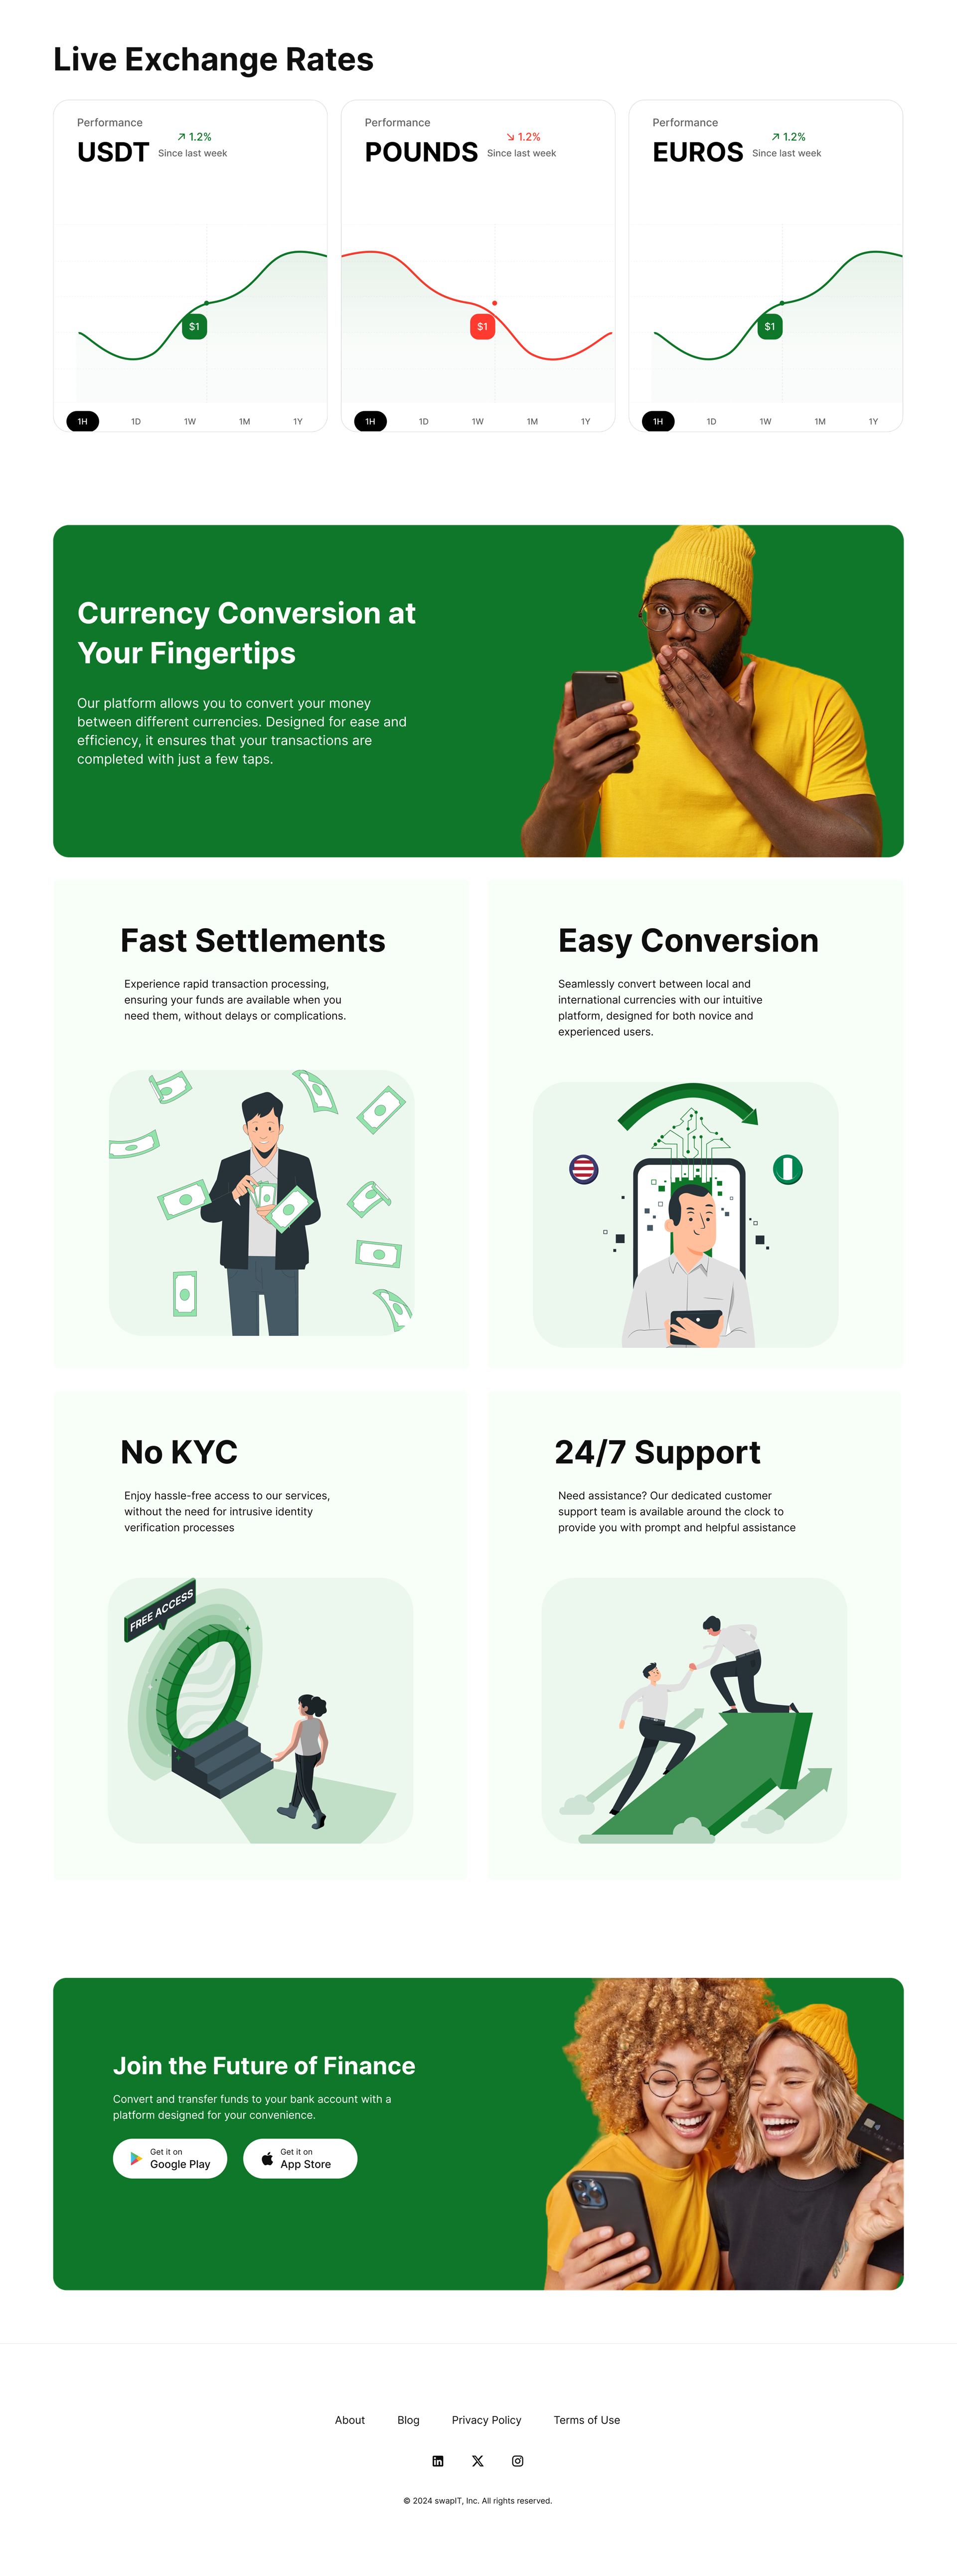 Live Exchange Rates
Performance
USDT
1.2%
Since last week
$1
1H 1D 1W 1M 1Y
Performance
POUNDS
1.2%
Since last week
$1
1H 1D 1W 1M 1Y
Performance
EUROS
1.2%
Since last week
$1
1H 1D 1W 1M 1Y
Currency Conversion at
Your Fingertips
Our platform allows you to convert your money
between different currencies. Designed for ease and
efficiency, it ensures that your transactions are
completed with just a few taps.
Fast Settlements
Experience rapid transaction processing,
ensuring your funds are available when you
need them, without delays or complications.
Easy Conversion
Seamlessly convert between local and
international currencies with our intuitive
platform, designed for both novice and
experienced users.
No KYC
Enjoy hassle-free access to our services,
without the need for intrusive identity
verification processes
FREE ACCESS
24/7 Support
Need assistance? Our dedicated customer
support team is available around the clock to
provide you with prompt and helpful assistance
Join the Future of Finance
Convert and transfer funds to your bank account with a
platform designed for your convenience.
Get it on
Google Play
Get it on
App Store
About Blog Privacy Policy Terms of Use
© 2024 swapIT, Inc. All rights reserved.